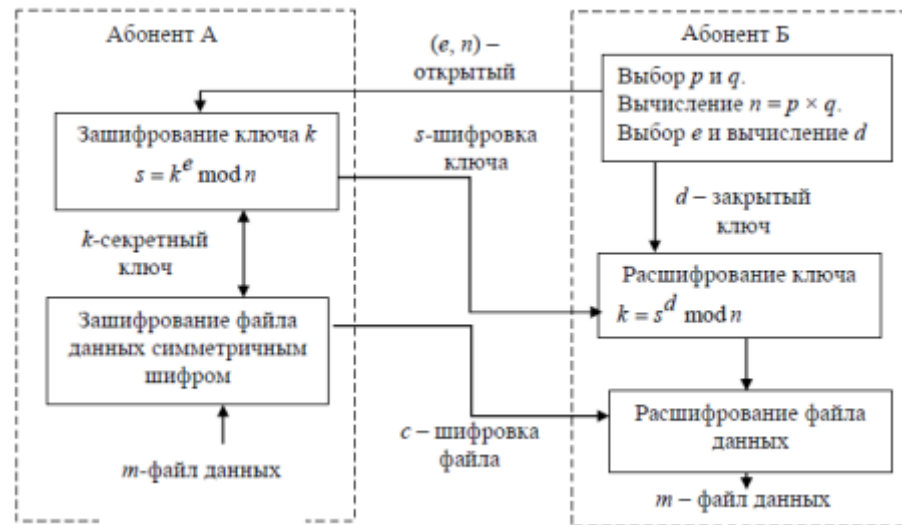 Абонент А
Зашифрование ключа k
s = k^e mod n
k-секретный
ключ
Зашифрование файла
данных симметричным
шифром
m-файл данных
(e, n) –
открытый
s-шифровка
ключа
c – шифровка
файла
Абонент Б
Выбор p и q.
Вычисление n = p × q.
Выбор e и вычисление d
d – закрытый
ключ
Расшифрование ключа
k = s^d mod n
Расшифрование файла
данных
m – файл данных